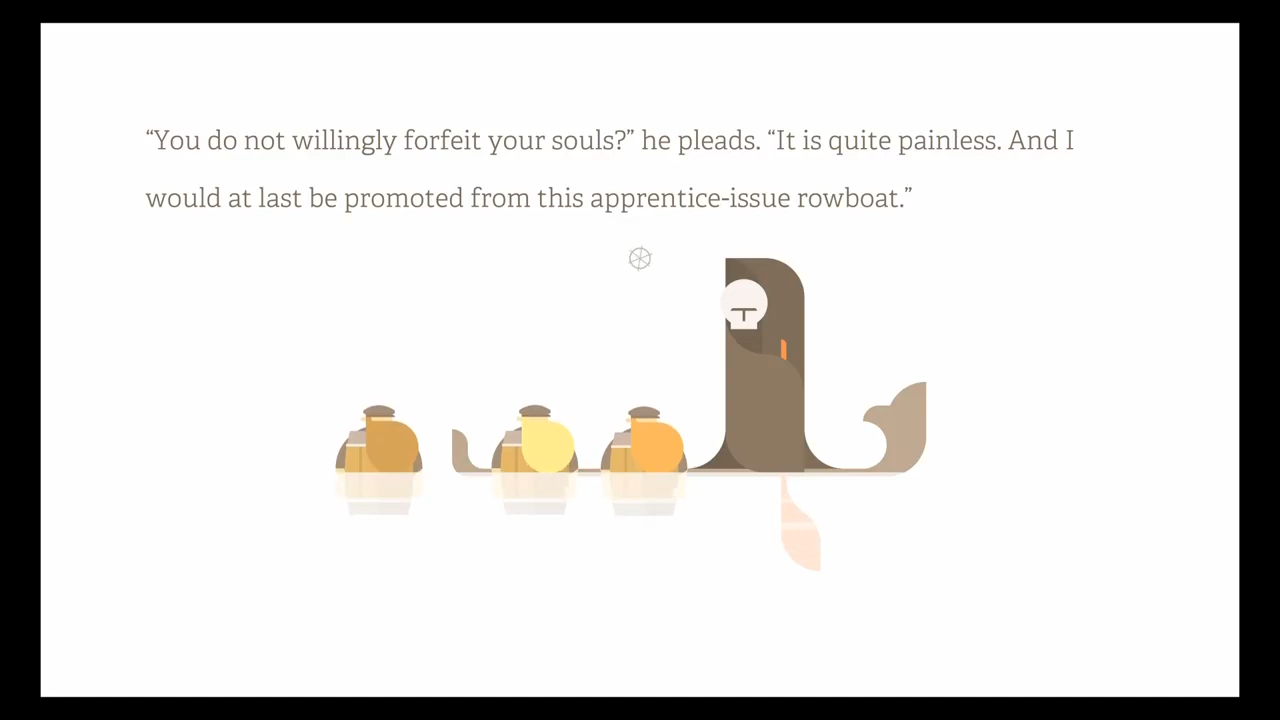 “You do not willingly forfeit your souls?” he pleads. “It is quite painless. And I
would at last be promoted from this apprentice-issue rowboat.”